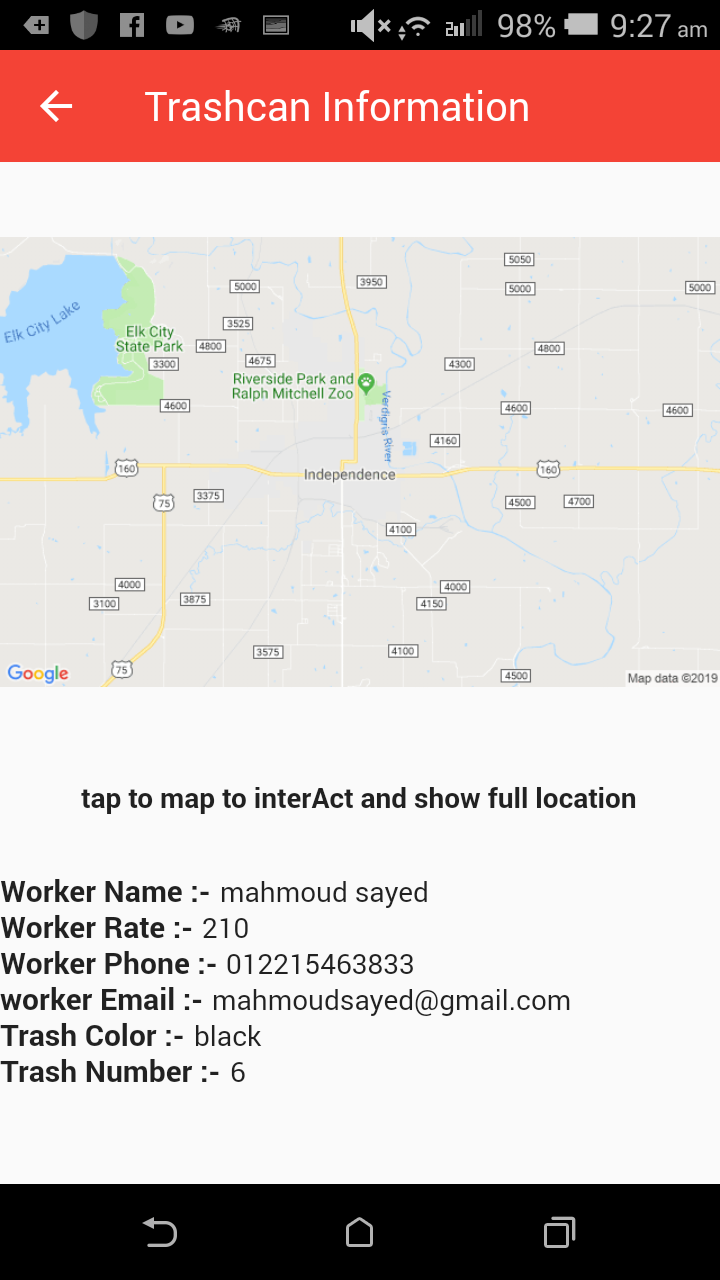 98% 9:27 am
Trashcan Information
5050
3950
5000
5000
5000
Elk City Lake
3525
Elk City
State Park
4800
4800
3300
4675
4300
Riverside Park and
Ralph Mitchell Zoo
Verdigris River
4600
4600
4600
4160
160
Independence
160
75
3375
4500
4700
4100
4000
4000
3100
3875
4150
3575
4100
75
4500
Google
Map data ©2019
tap to map to interAct and show full location
Worker Name :- mahmoud sayed
Worker Rate :- 210
Worker Phone :- 012215463833
worker Email :- mahmoudsayed@gmail.com
Trash Color :- black
Trash Number :- 6